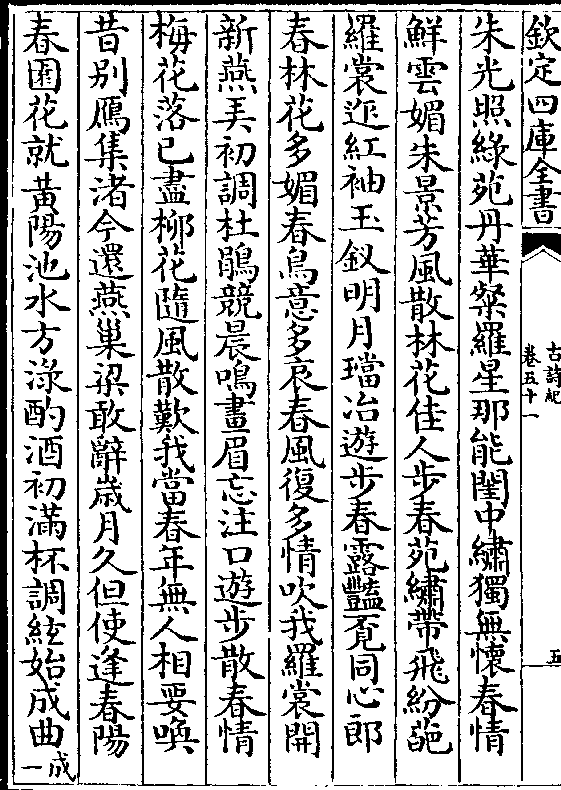 欽定四庫全書
古詩紀
卷五十一
五
朱光照綠苑丹華粲羅星那能閨中繡獨無懷春情
鮮雲媚朱景芳風散林花佳人步春苑繡帶飛紛葩
羅裳迮紅袖玉釵明月璫冶遊步春露豔覓同心郎
春林花多媚春鳥意多哀春風復多情吹我羅裳開
新燕弄初調杜鵑競晨鳴畫眉忘注口遊步散春情
梅花落已盡柳花隨風散歎我當春年無人相要喚
昔别鴈集渚今還燕巢梁敢辭歳月久但使逢春陽
春園花就黄陽池水方淥酌酒初滿杯調絃始成曲成一